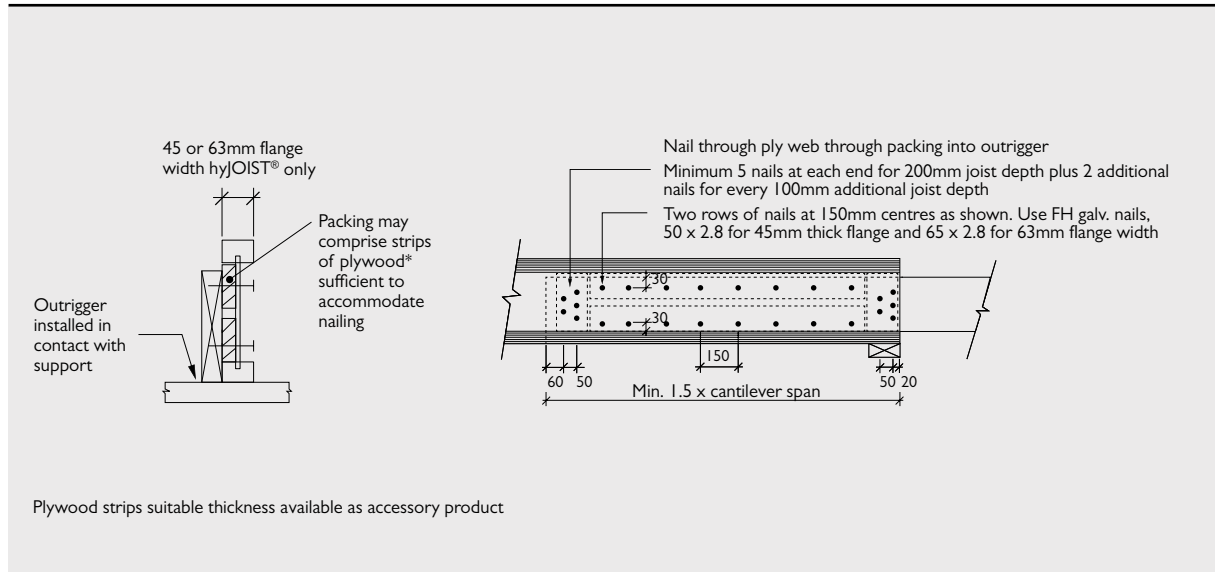 45 or 63mm flange
width hyJOIST® only
Packing may
comprise strips
of plywood*
sufficient to
accommodate
nailing
Outrigger
installed in
contact with
support
Nail through ply web through packing into outrigger
Minimum 5 nails at each end for 200mm joist depth plus 2 additional
nails for every 100mm additional joist depth
Two rows of nails at 150mm centres as shown. Use FH galv. nails,
50 x 2.8 for 45mm thick flange and 65 x 2.8 for 63mm flange width
30
30
150
60 50
50 20
Min. 1.5 x cantilever span
Plywood strips suitable thickness available as accessory product